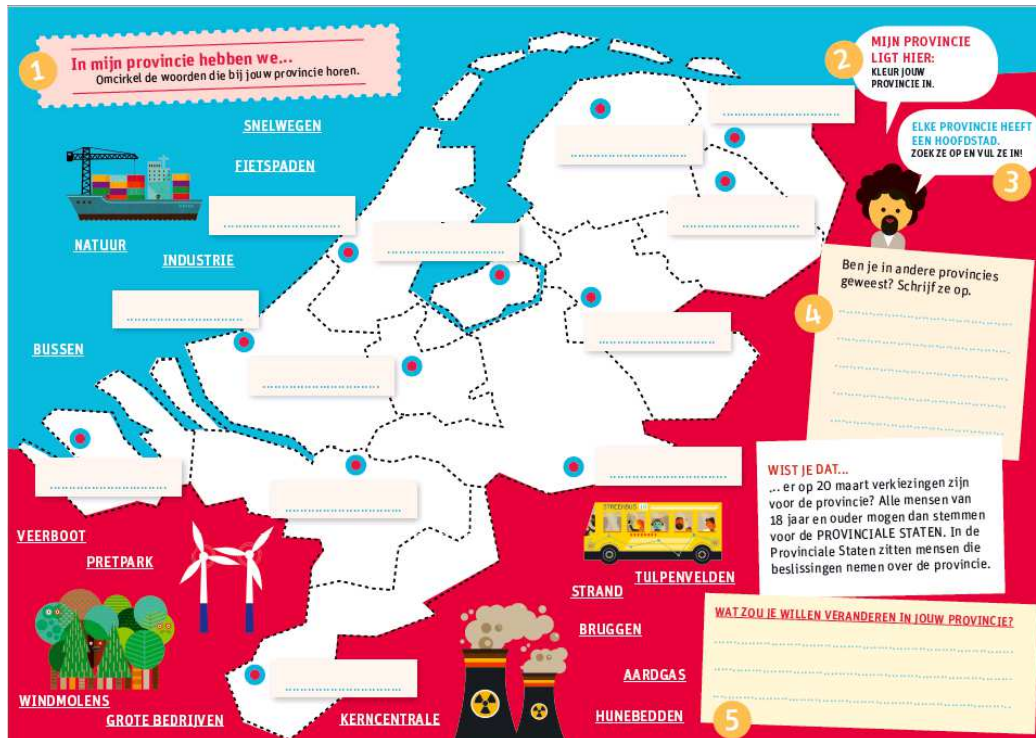 1
In mijn provincie hebben we...
Omcirkel de woorden die bij jouw provincie horen.
SNELWEGEN
FIETSPADEN
NATUUR
INDUSTRIE
BUSSEN
VEERBOOT
PRETPARK
WINDMOLENS
GROTE BEDRIJVEN
KERNCENTRALE
STRAND
TULPENVELDEN
BRUGGEN
AARDGAS
HUNEBEDDEN
2
MIJN PROVINCIE
LIGT HIER:
KLEUR JOUW
PROVINCIE IN.
ELKE PROVINCIE HEEFT
EEN HOOFDSTAD.
ZOEK ZE OP EN VUL ZE IN!
3
4
Ben je in andere provincies
geweest? Schrijf ze op.
WIST JE DAT...
... er op 20 maart verkiezingen zijn
voor de provincie? Alle mensen van
18 jaar en ouder mogen dan stemmen
voor de PROVINCIALE STATEN. In de
Provinciale Staten zitten mensen die
beslissingen nemen over de provincie.
WAT ZOU JE WILLEN VERANDEREN IN JOUW PROVINCIE?
5